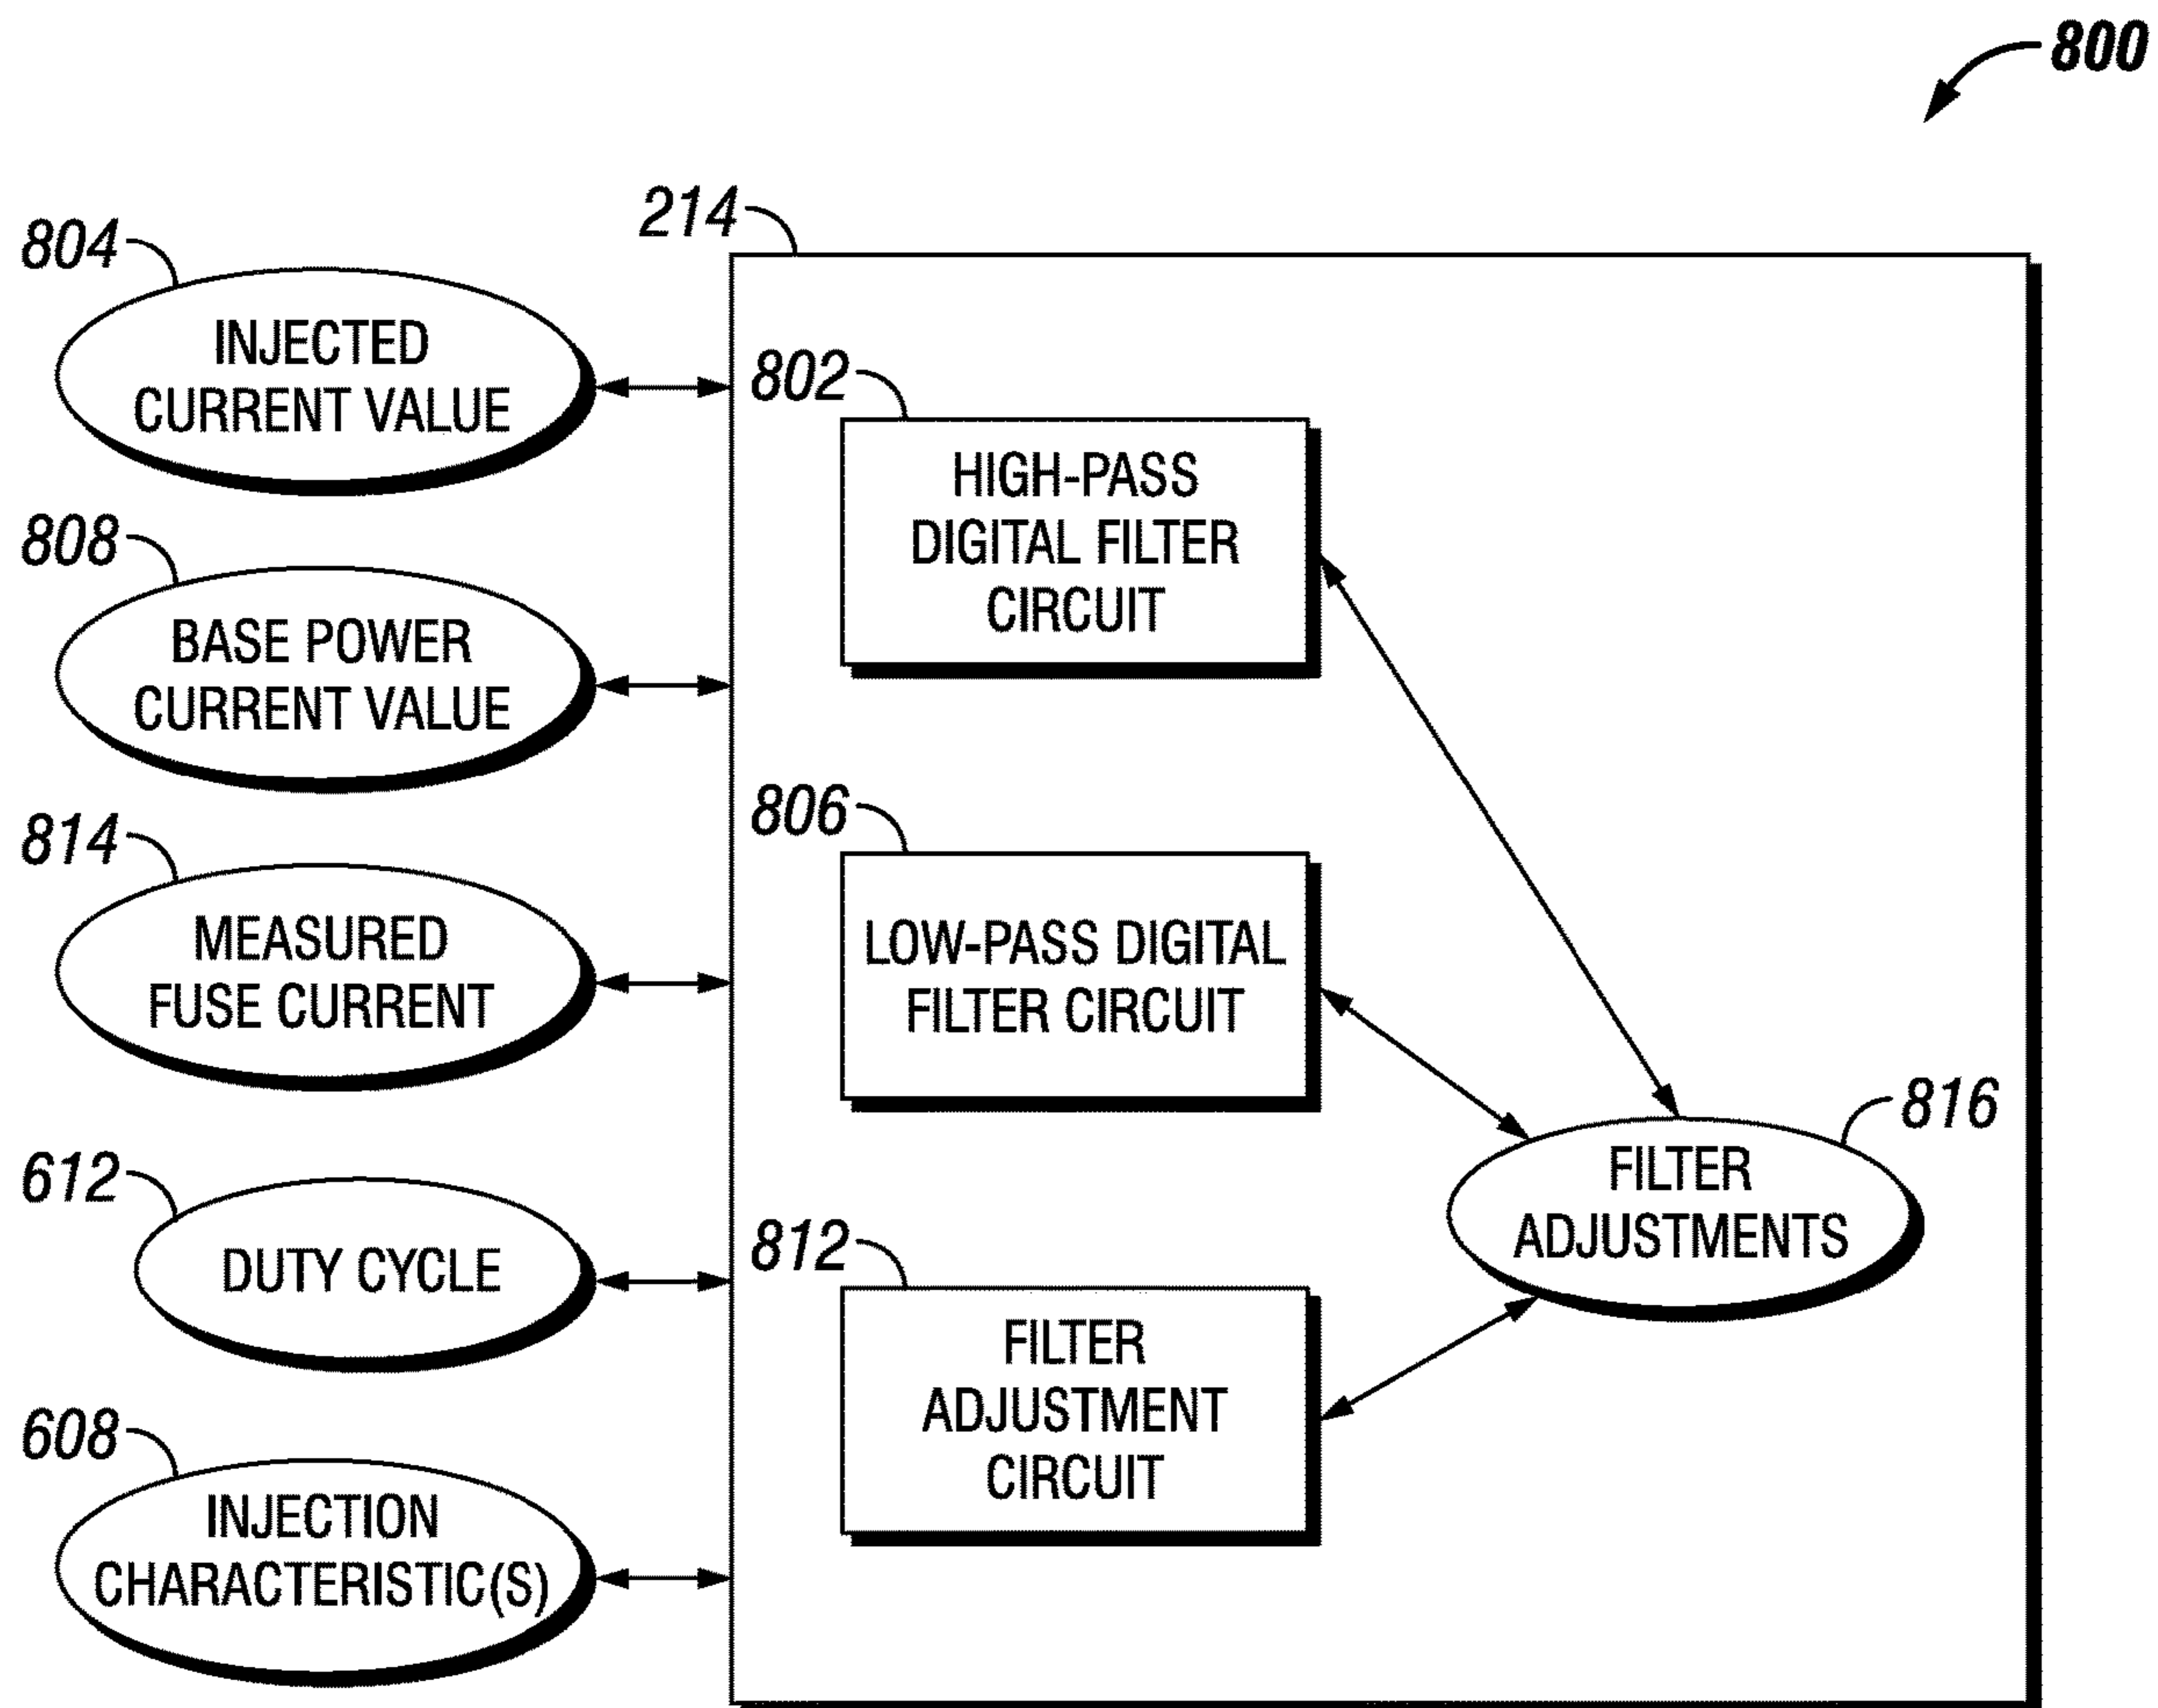 800
214
804
INJECTED
CURRENT VALUE
802
HIGH-PASS
DIGITAL FILTER
CIRCUIT
808
BASE POWER
CURRENT VALUE
806
LOW-PASS DIGITAL
FILTER CIRCUIT
814
MEASURED
FUSE CURRENT
816
FILTER
ADJUSTMENTS
612
DUTY CYCLE
812
FILTER
ADJUSTMENT
CIRCUIT
608
INJECTION
CHARACTERISTIC(S)